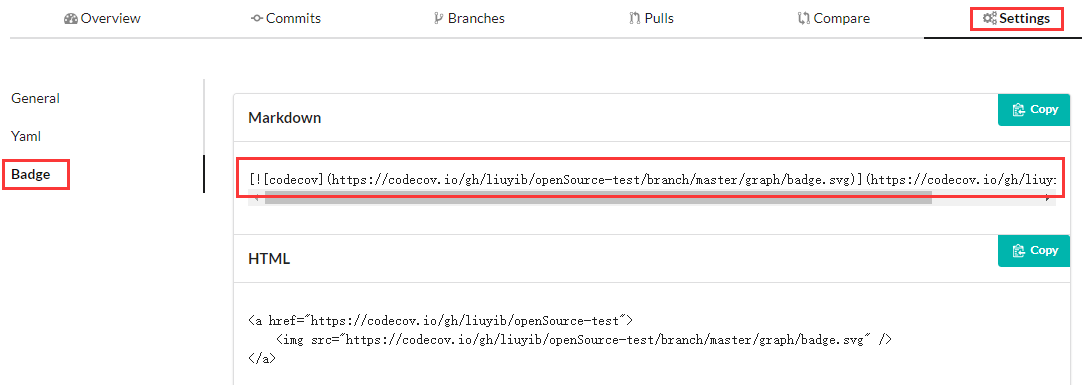 Overview Commits Branches Pulls Compare Settings
General
Yaml
Badge
Markdown
Copy
[![codecov](https://codecov.io/gh/liuyib/openSource-test/branch/master/graph/badge.svg)](https://codecov.io/gh/liuyi
HTML
Copy
<a href="https://codecov.io/gh/liuyib/openSource-test">
    <img src="https://codecov.io/gh/liuyib/openSource-test/branch/master/graph/badge.svg" />
</a>